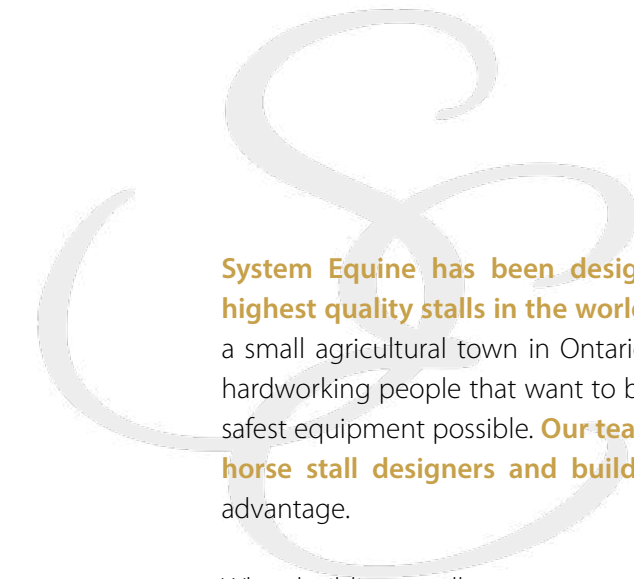 System Equine has been desig
highest quality stalls in the worl
a small agricultural town in Ontari
hardworking people that want to b
safest equipment possible. Our tea
horse stall designers and build
advantage.